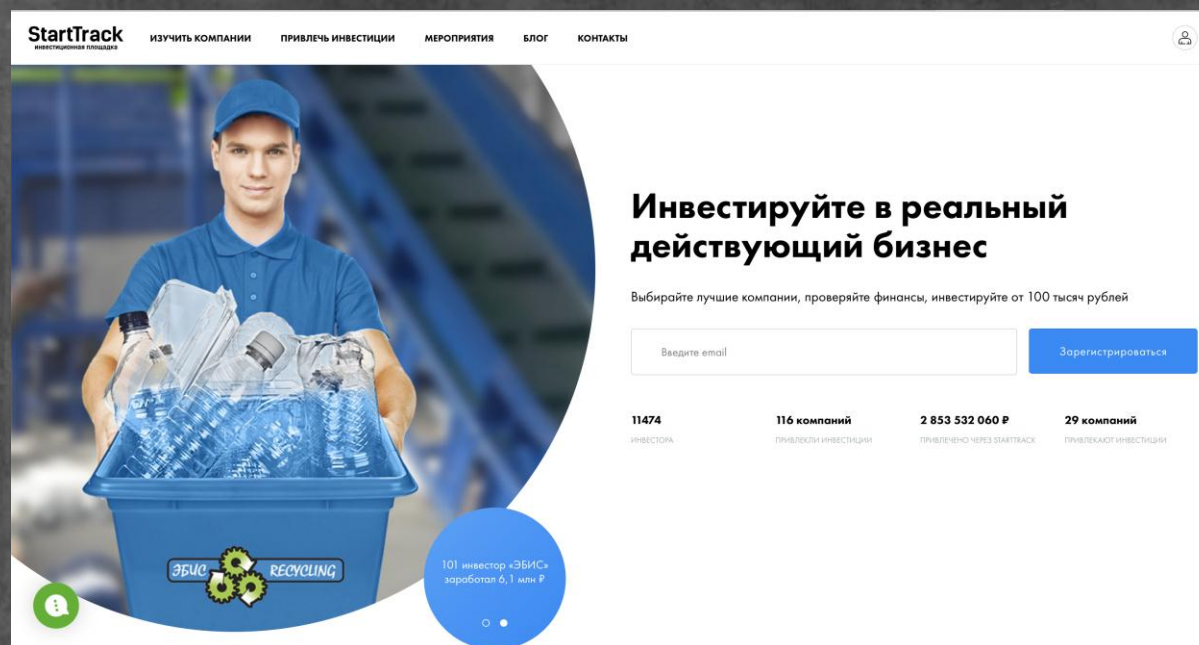 StartTrack
инвестиционная площадка
ИЗУЧИТЬ КОМПАНИИ
ПРИВЛЕЧЬ ИНВЕСТИЦИИ
МЕРОПРИЯТИЯ
БЛОГ
КОНТАКТЫ
Инвестируйте в реальный
действующий бизнес
Выбирайте лучшие компании, проверяйте финансы, инвестируйте от 100 тысяч рублей
Введите email
Зарегистрироваться
11474
ИНВЕСТОРА
116 компаний
ПРИВЛЕКЛИ ИНВЕСТИЦИИ
2 853 532 060 ₽
ПРИВЛЕЧЕНО ЧЕРЕЗ STARTTRACK
29 компаний
ПРИВЛЕКАЮТ ИНВЕСТИЦИИ
ЭБИС RECYCLING
101 инвестор «ЭБИС»
заработал 6,1 млн ₽